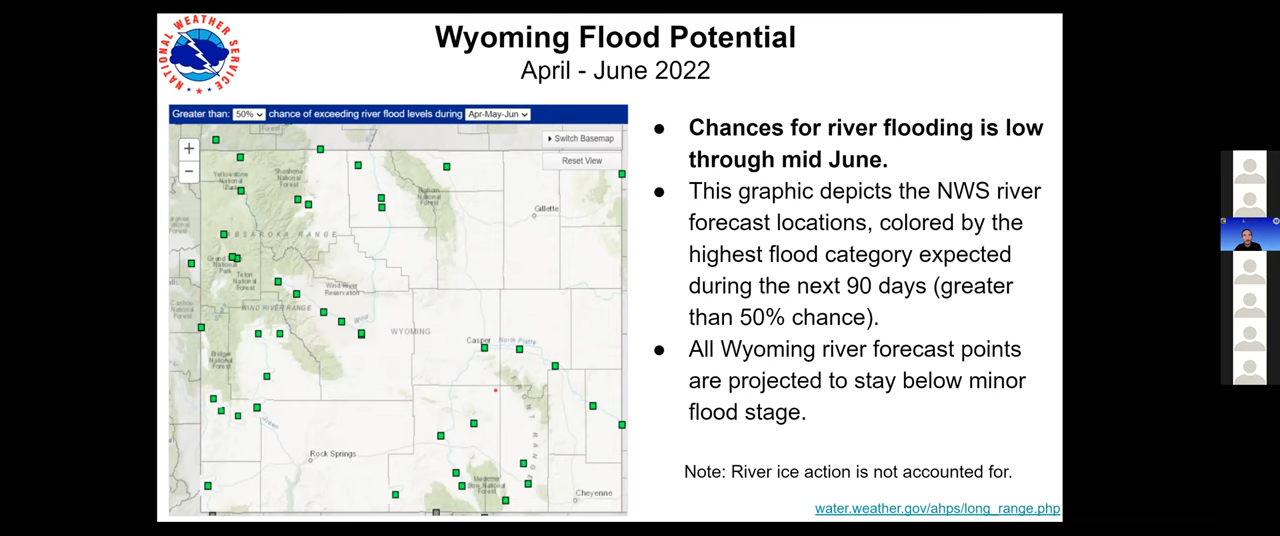 NATIONAL WEATHER SERVICE
Wyoming Flood Potential
April - June 2022
Greater than: 50% chance of exceeding river flood levels during Apr-May-Jun
Switch Basemap
Reset View
+
−
Forest
Yellowstone
National
Park
Shoshone
National
Forest
National
Forest
Gillette
ABSAROKA RANGE
Grand
National
Park
Teton
National
Forest
Caribou
National
Forest
Wind River
Reservation
WIND RIVER RANGE
Wind
WYOMING
Casper
North Platte
Bridger
National
Forest
Rock Springs
Medicine
Bow National
Forest
Cheyenne
● Chances for river flooding is low
through mid June.
● This graphic depicts the NWS river
forecast locations, colored by the
highest flood category expected
during the next 90 days (greater
than 50% chance).
● All Wyoming river forecast points
are projected to stay below minor
flood stage.
Note: River ice action is not accounted for.
water.weather.gov/ahps/long_range.php